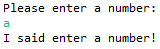 Please enter a number:
a
I said enter a number!